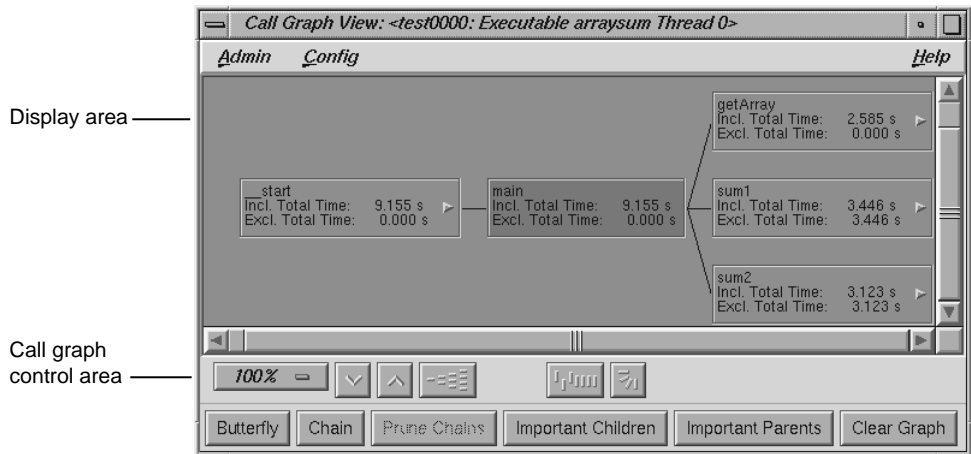 Call Graph View: <test0000: Executable arraysum Thread 0>
Admin Config Help
Display area
getArray
Incl. Total Time: 2.585 s
Excl. Total Time: 0.000 s
__start
Incl. Total Time: 9.155 s
Excl. Total Time: 0.000 s
main
Incl. Total Time: 9.155 s
Excl. Total Time: 0.000 s
sum1
Incl. Total Time: 3.446 s
Excl. Total Time: 3.446 s
sum2
Incl. Total Time: 3.123 s
Excl. Total Time: 3.123 s
Call graph
control area
100%
Butterfly Chain Prune Chains Important Children Important Parents Clear Graph